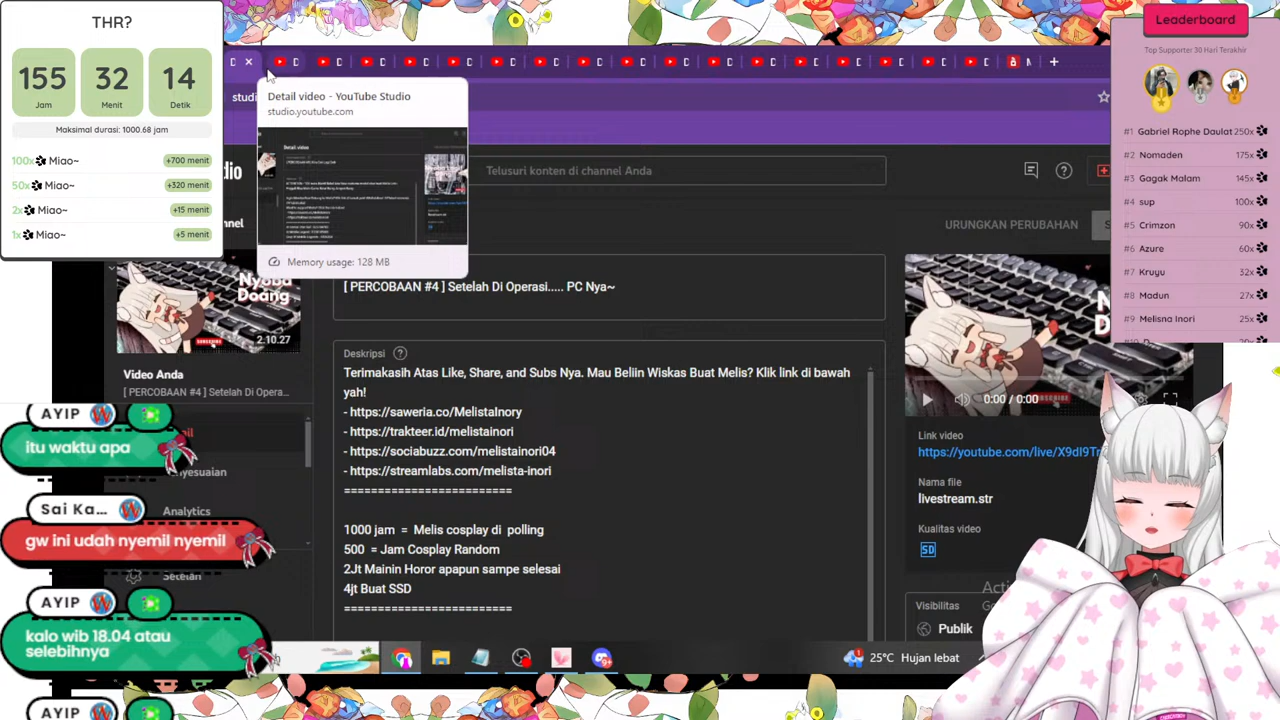 THR?
155
32
14
Jam
Menit
Detik
Maksimal durasi: 1000.68 jam
100x Miao~ +700 menit
50x Miao~ +320 menit
2x Miao~ +15 menit
1x Miao~ +5 menit
Detail video - YouTube Studio
studio.youtube.com
Memory usage: 128 MB
Telusuri konten di channel Anda
URUNGKAN PERUBAHAN
[ PERCOBAAN #4 ] Setelah Di Operasi..... PC Nya~
Deskripsi
Terimakasih Atas Like, Share, and Subs Nya. Mau Beliin Wiskas Buat Melis? Klik link di bawah
yah!
- https://saweria.co/MelistaInory
- https://trakteer.id/melistainori
- https://sociabuzz.com/melistainori04
- https://streamlabs.com/melista-inori
=========================
1000 jam = Melis cosplay di polling
500 = Jam Cosplay Random
2Jt Mainin Horor apapun sampe selesai
4jt Buat SSD
=========================
Nyoba
Doang
SUBSCRIBE
2.10.27
Video Anda
[ PERCOBAAN #4 ] Setelah Di Opera...
Analytics
0:00 / 0:00
Link video
https://youtube.com/live/X9dI9Tr
Nama file
livestream.str
Kualitas video
SD
Visibilitas
Publik
25°C Hujan lebat
Leaderboard
Top Supporter 30 Hari Terakhir
#1 Gabriel Rophe Daulat 250x
#2 Nomaden 175x
#3 Gagak Malam 145x
#4 sup 100x
#5 Crimzon 90x
#6 Azure 60x
#7 Kruyu 32x
#8 Madun 27x
#9 Melisna Inori 25x
AYIP
itu waktu apa
Sai Ka...
gw ini udah nyemil nyemil
AYIP
kalo wib 18.04 atau
selebihnya
AYIP